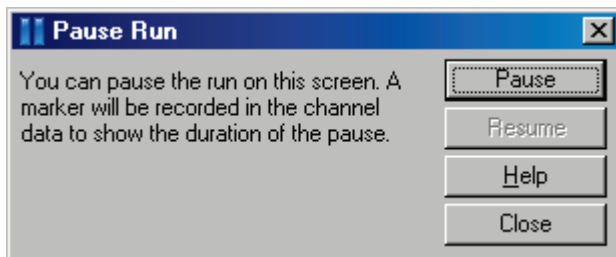 Pause Run
You can pause the run on this screen. A
marker will be recorded in the channel
data to show the duration of the pause.
Pause
Resume
Help
Close